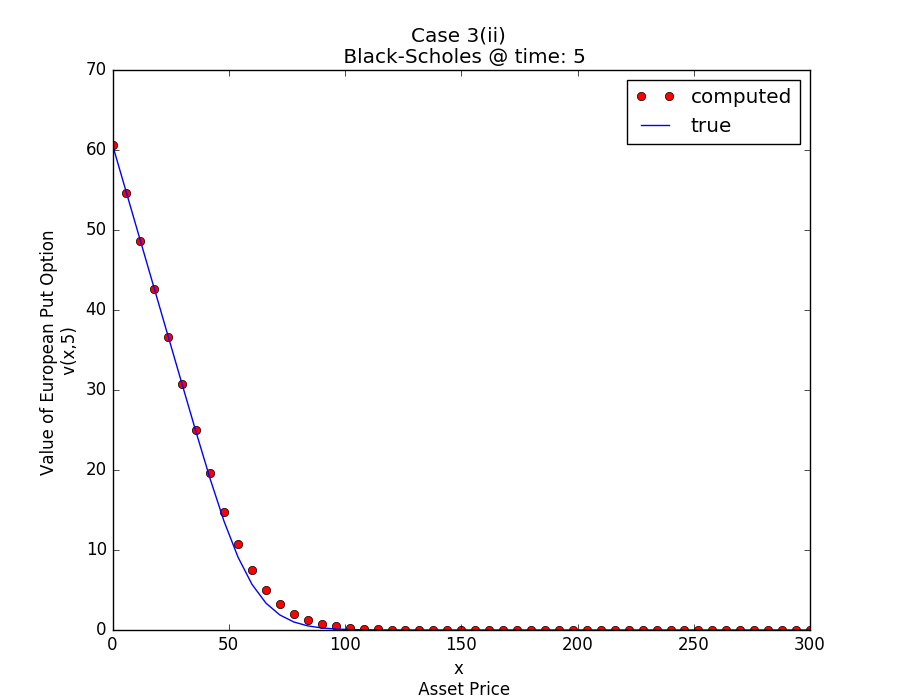 Case 3(ii)
Black-Scholes @ time: 5
computed
true
70
60
50
40
30
20
10
0
Value of European Put Option
v(x,5)
0 50 100 150 200 250 300
x
Asset Price